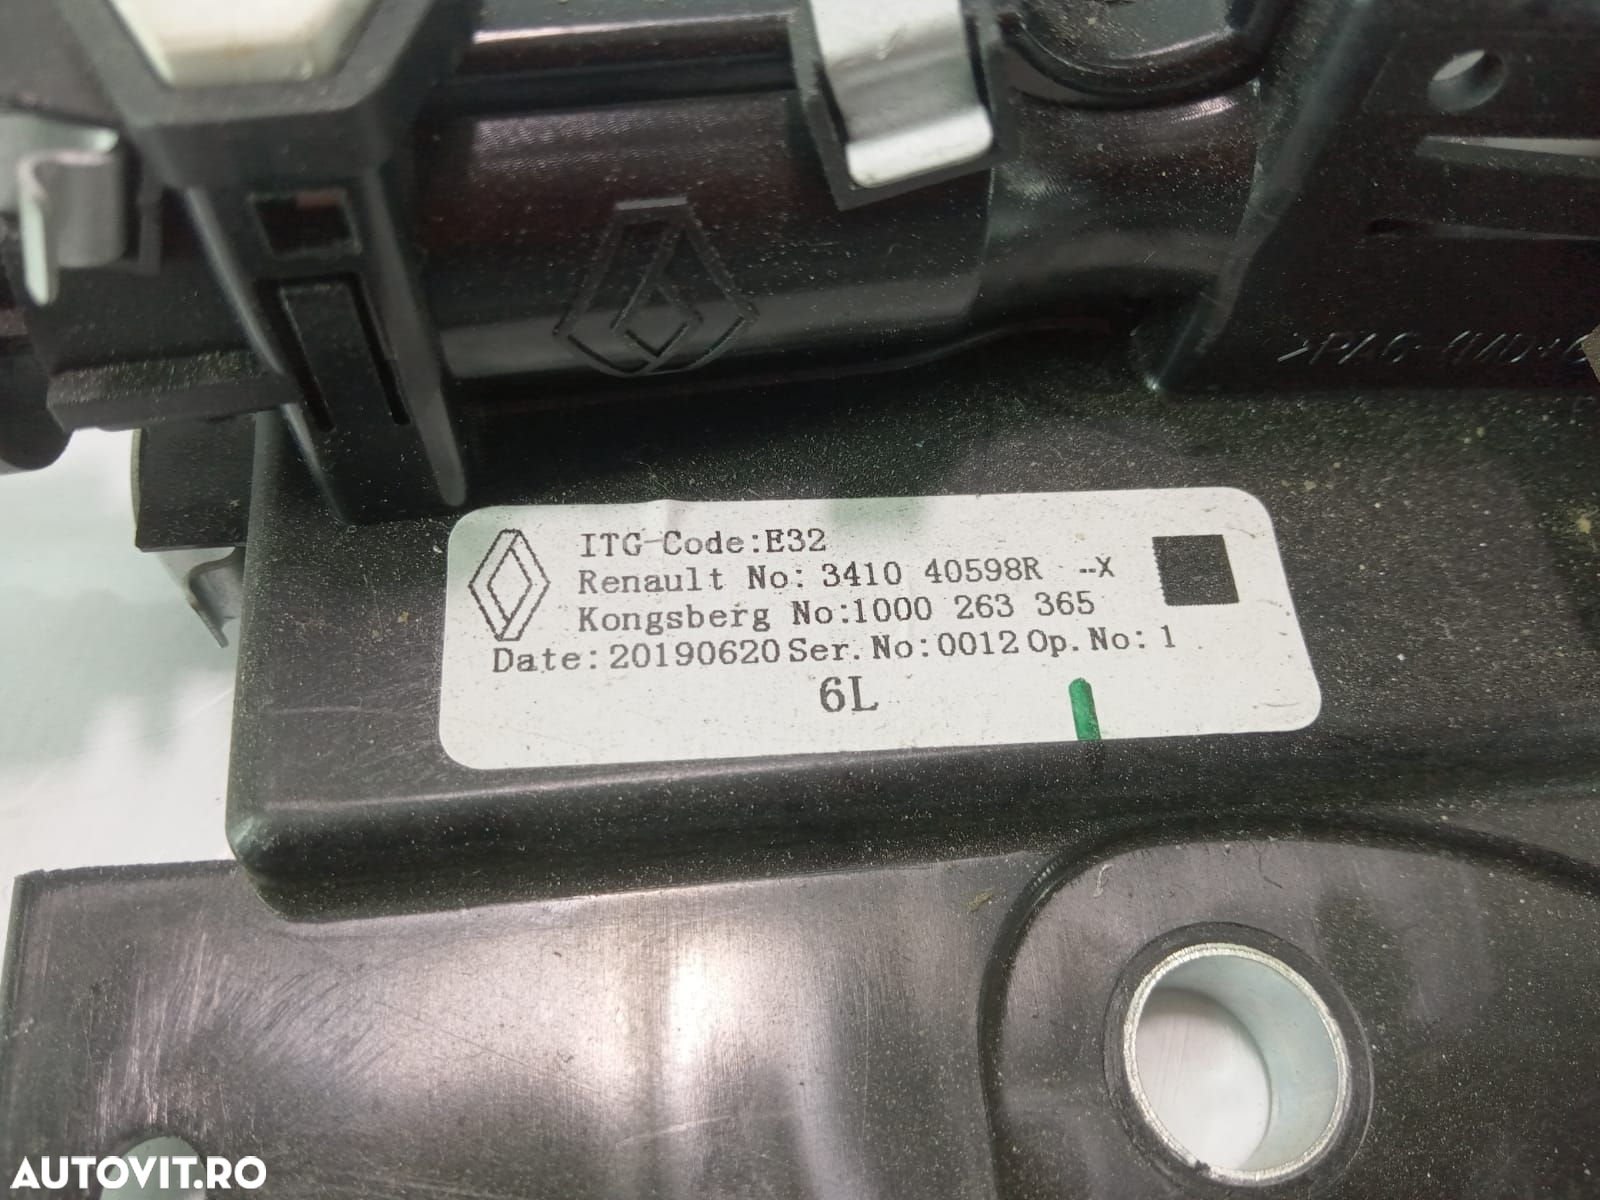 ITG-Code:E32
Renault No: 3410 40598R --X
Kongsberg No:1000 263 365
Date:20190620 Ser.No:0012 Op.No:1
6L
AUTOVIT.RO